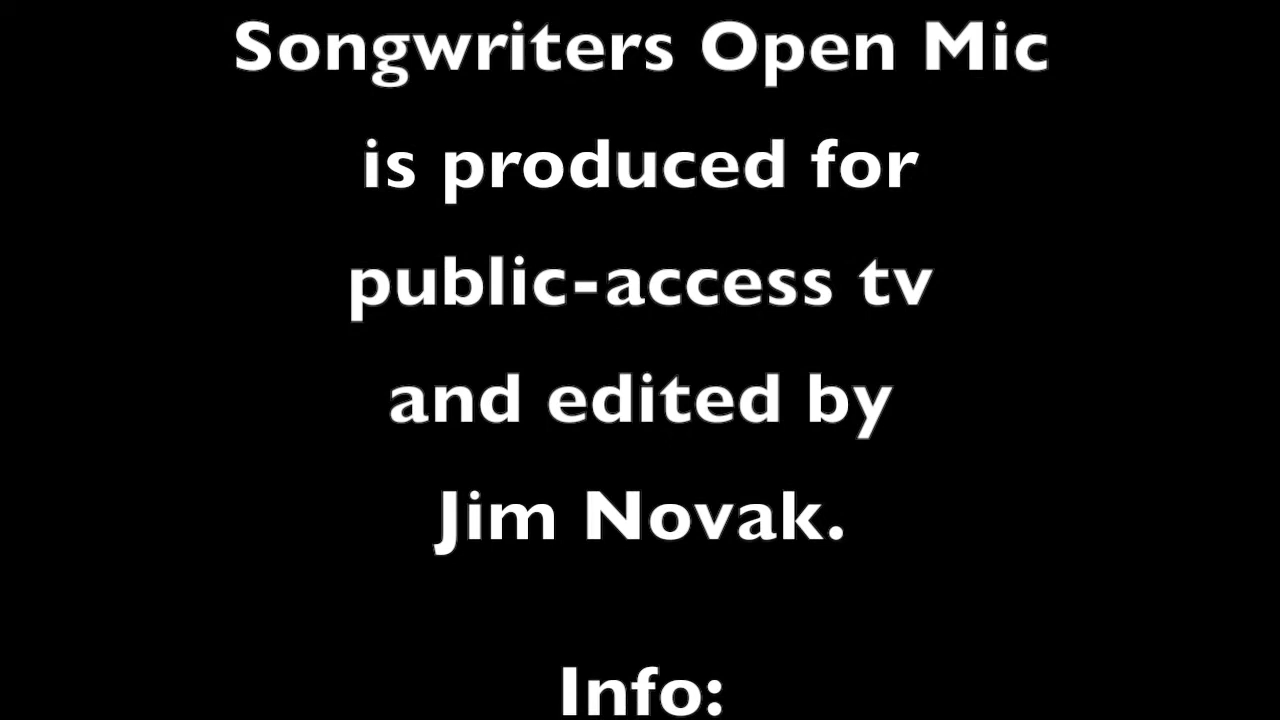 Songwriters Open Mic
is produced for
public-access tv
and edited by
Jim Novak.
Info: